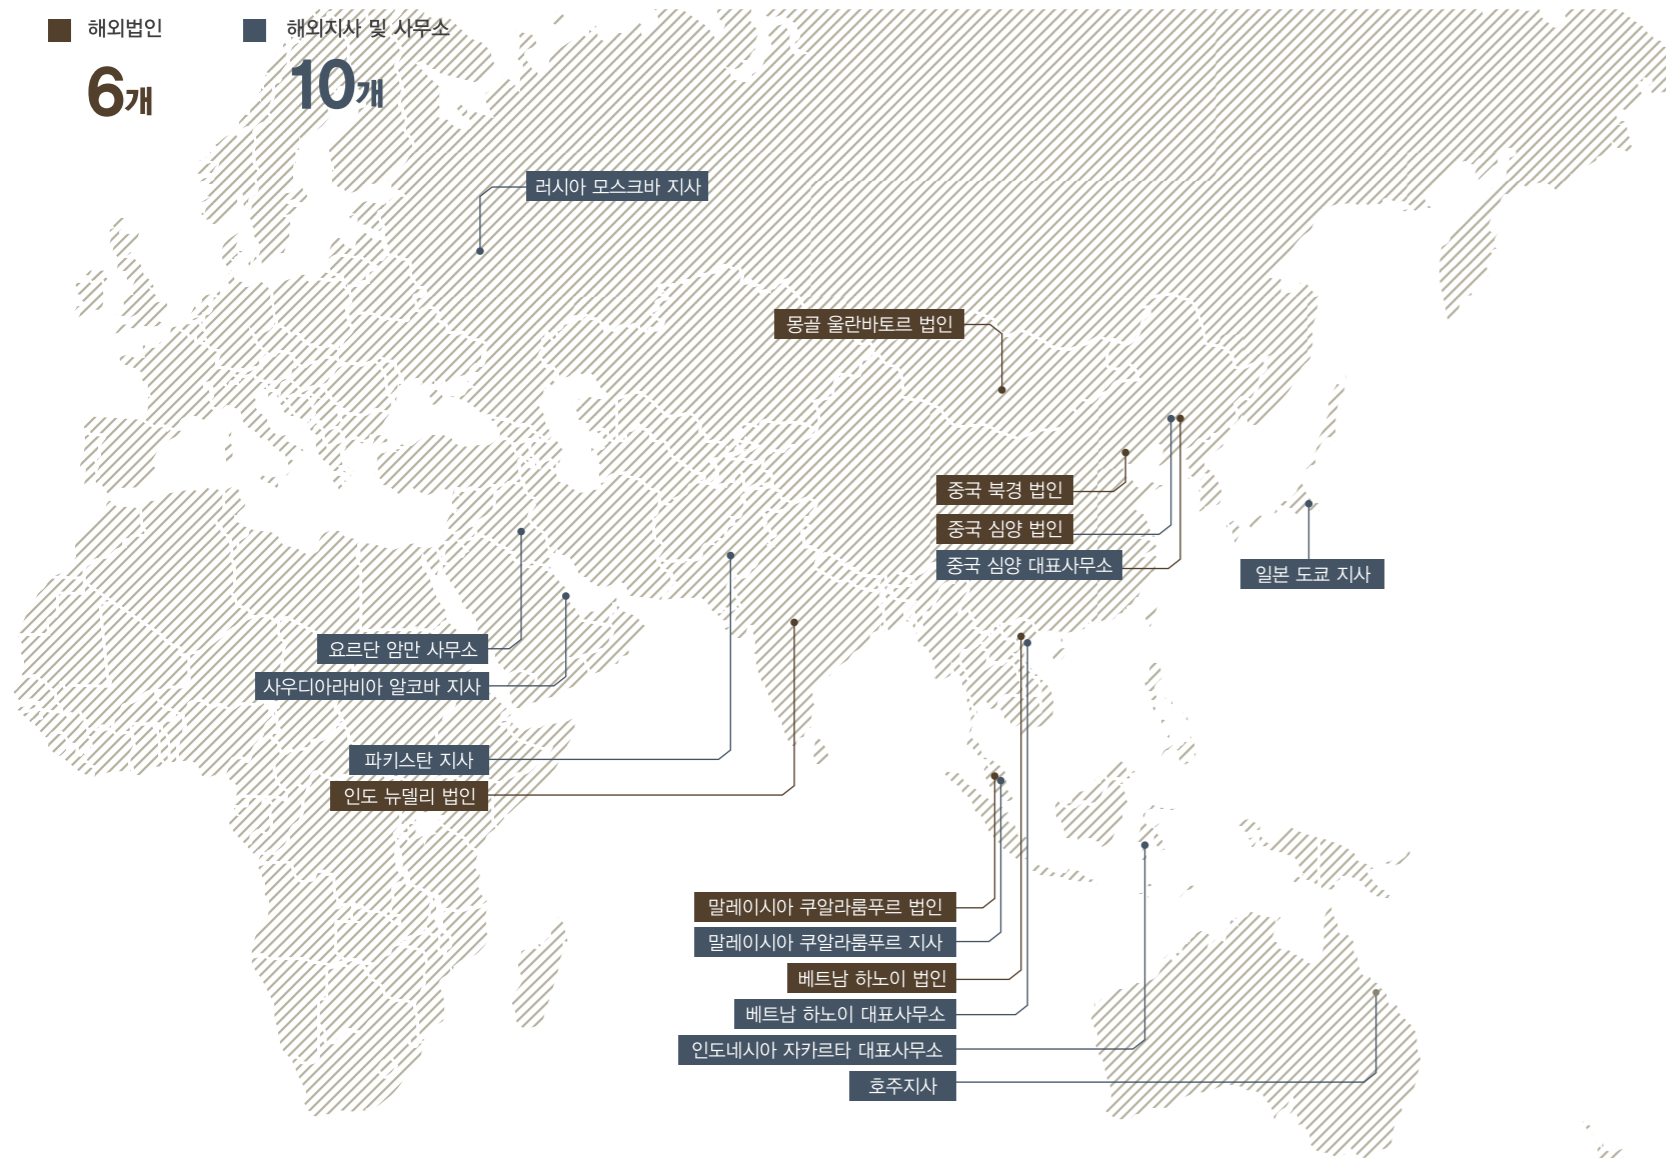 해외법인
해외지사 및 사무소
6개
10개
러시아 모스크바 지사
몽골 울란바토르 법인
중국 북경 법인
중국 심양 법인
중국 심양 대표사무소
일본 도쿄 지사
요르단 암만 사무소
사우디아라비아 알코바 지사
파키스탄 지사
인도 뉴델리 법인
말레이시아 쿠알라룸푸르 법인
말레이시아 쿠알라룸푸르 지사
베트남 하노이 법인
베트남 하노이 대표사무소
인도네시아 자카르타 대표사무소
호주지사